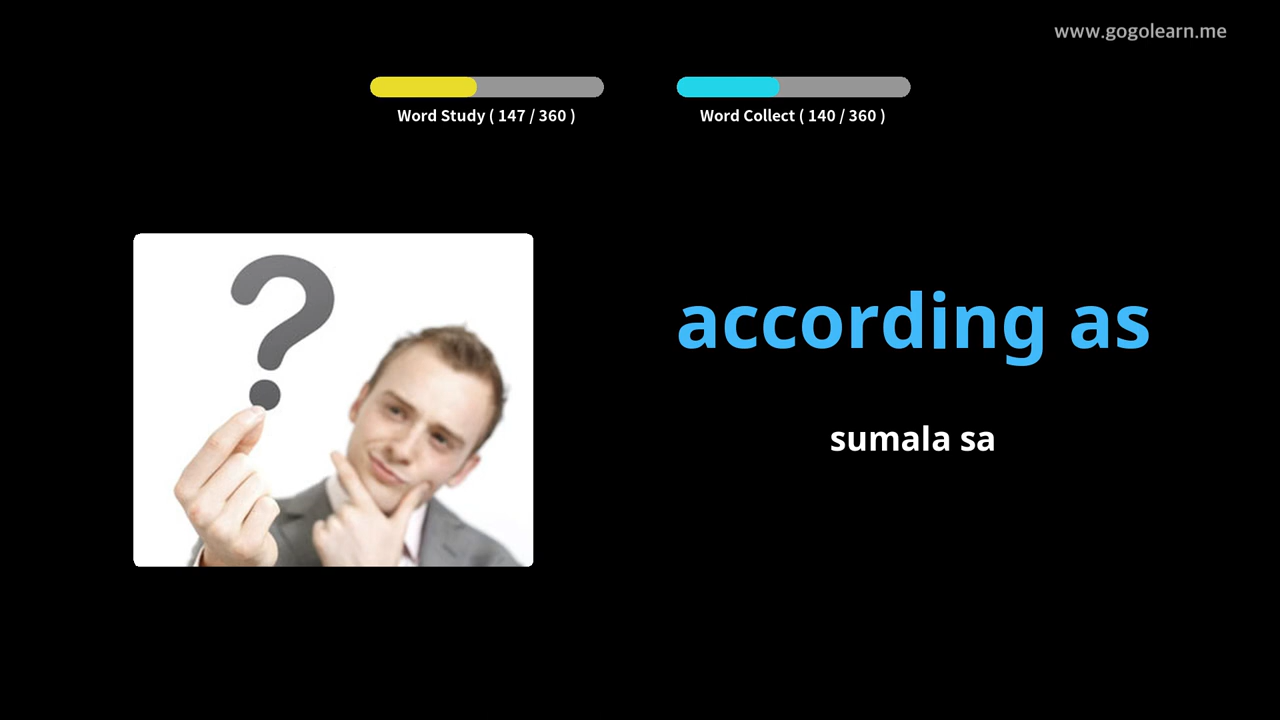 www.gogolearn.me
Word Study ( 147 / 360 )
Word Collect ( 140 / 360 )
?
according as
sumala sa